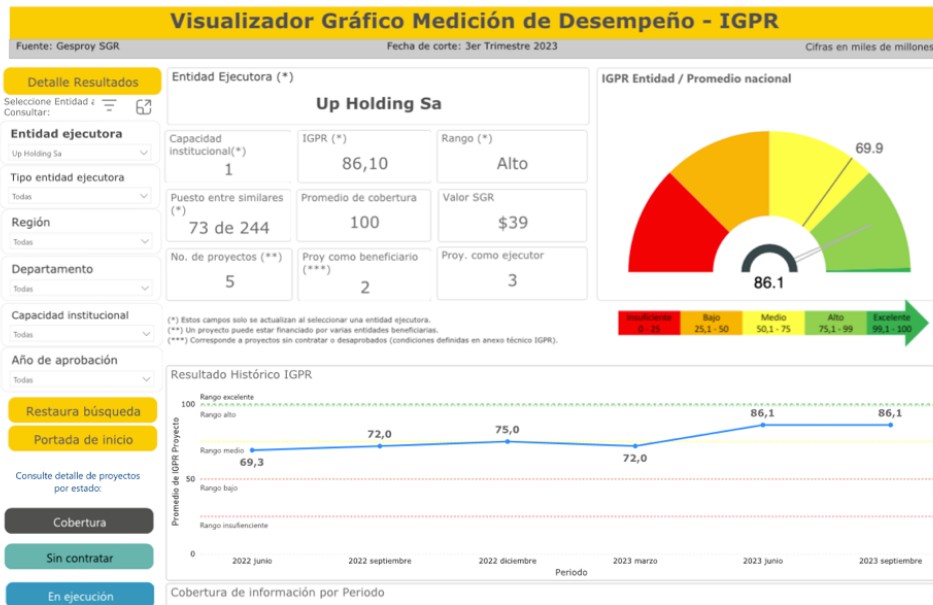 Visualizador Gráfico Medición de Desempeño - IGPR
Fuente: Gesproy SGR
Fecha de corte: 3er Trimestre 2023
Cifras en miles de millones
Detalle Resultados
Seleccione Entidad a
Consultar:
Entidad ejecutora
Up Holding Sa
Tipo entidad ejecutora
Todas
Región
Todas
Departamento
Todas
Capacidad institucional
Todas
Año de aprobación
Todas
Restaura búsqueda
Portada de inicio
Consulte detalle de proyectos
por estado:
Cobertura
Sin contratar
En ejecución
Entidad Ejecutora (*)
Up Holding Sa
Capacidad
institucional(*)
1
IGPR (*)
86,10
Rango (*)
Alto
Puesto entre similares
(*)
73 de 244
Promedio de cobertura
100
Valor SGR
$39
No. de proyectos (**)
5
Proy como beneficiario
(***)
2
Proy. como ejecutor
3
(*) Estos campos solo se actualizan al seleccionar una entidad ejecutora.
(**) Un proyecto puede estar financiado por varias entidades beneficiarias.
(***) Corresponde a proyectos sin contratar o desaprobados (condiciones definidas en anexo técnico IGPR).
IGPR Entidad / Promedio nacional
69.9
86.1
Insuficiente
0 - 25
Bajo
25,1 - 50
Medio
50,1 - 75
Alto
75,1 - 99
Excelente
99,1 - 100
Resultado Histórico IGPR
Promedio de IGPR Proyecto
100
50
0
Rango excelente
Rango alto
Rango medio
Rango bajo
Rango insufienciente
69,3
72,0
75,0
72,0
86,1
86,1
2022 junio
2022 septiembre
2022 diciembre
2023 marzo
2023 junio
2023 septiembre
Periodo
Cobertura de información por Periodo